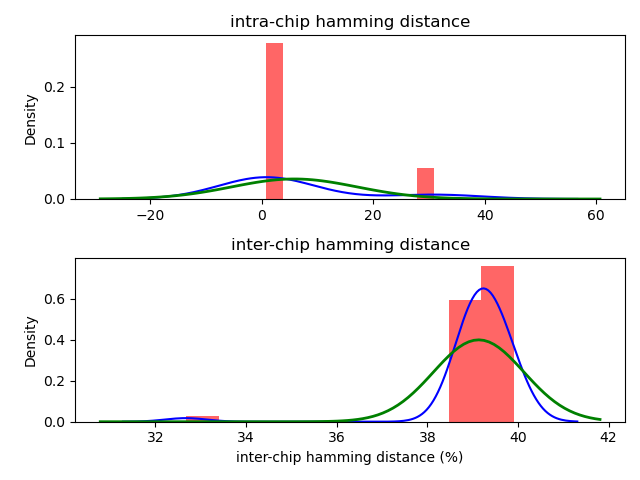 intra-chip hamming distance
Density
0.2
0.1
0.0
−20 0 20 40 60
inter-chip hamming distance
Density
0.6
0.4
0.2
0.0
32 34 36 38 40 42
inter-chip hamming distance (%)